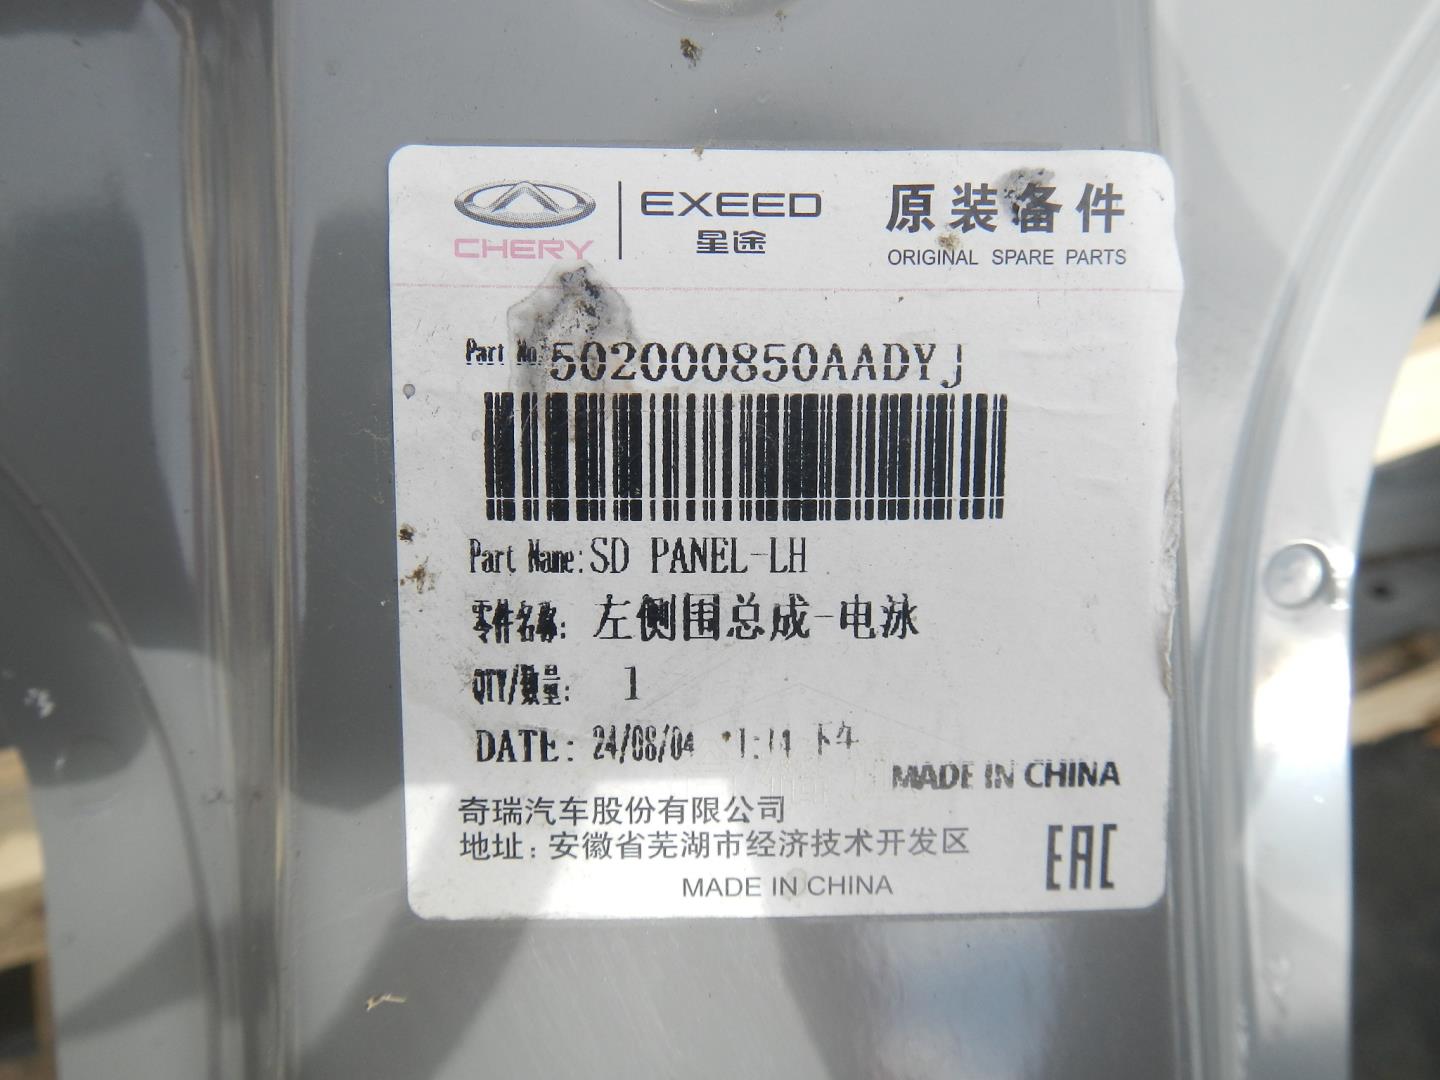 CHERY
EXEED
星途
原装备件
ORIGINAL SPARE PARTS
Part No: 502000850AADYJ
Part Name: SD PANEL-LH
零件名称: 左侧围总成-电泳
QTY/数量: 1
DATE: 24/08/04 下午
MADE IN CHINA
奇瑞汽车股份有限公司
地址:安徽省芜湖市经济技术开发区
EAC
MADE IN CHINA